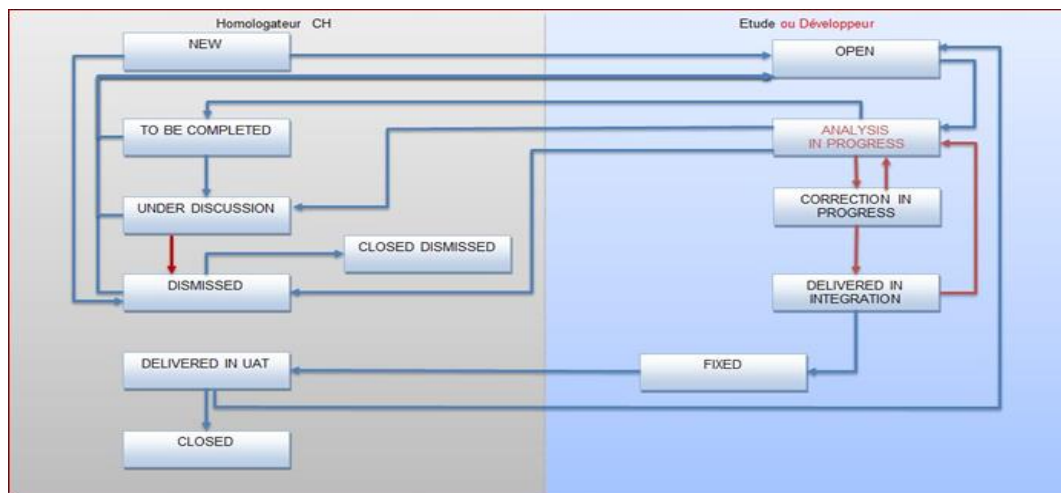 Homologateur CH
Etude ou Développeur
NEW
OPEN
TO BE COMPLETED
ANALYSIS
IN PROGRESS
UNDER DISCUSSION
CORRECTION IN
PROGRESS
CLOSED DISMISSED
DISMISSED
DELIVERED IN
INTEGRATION
DELIVERED IN UAT
FIXED
CLOSED